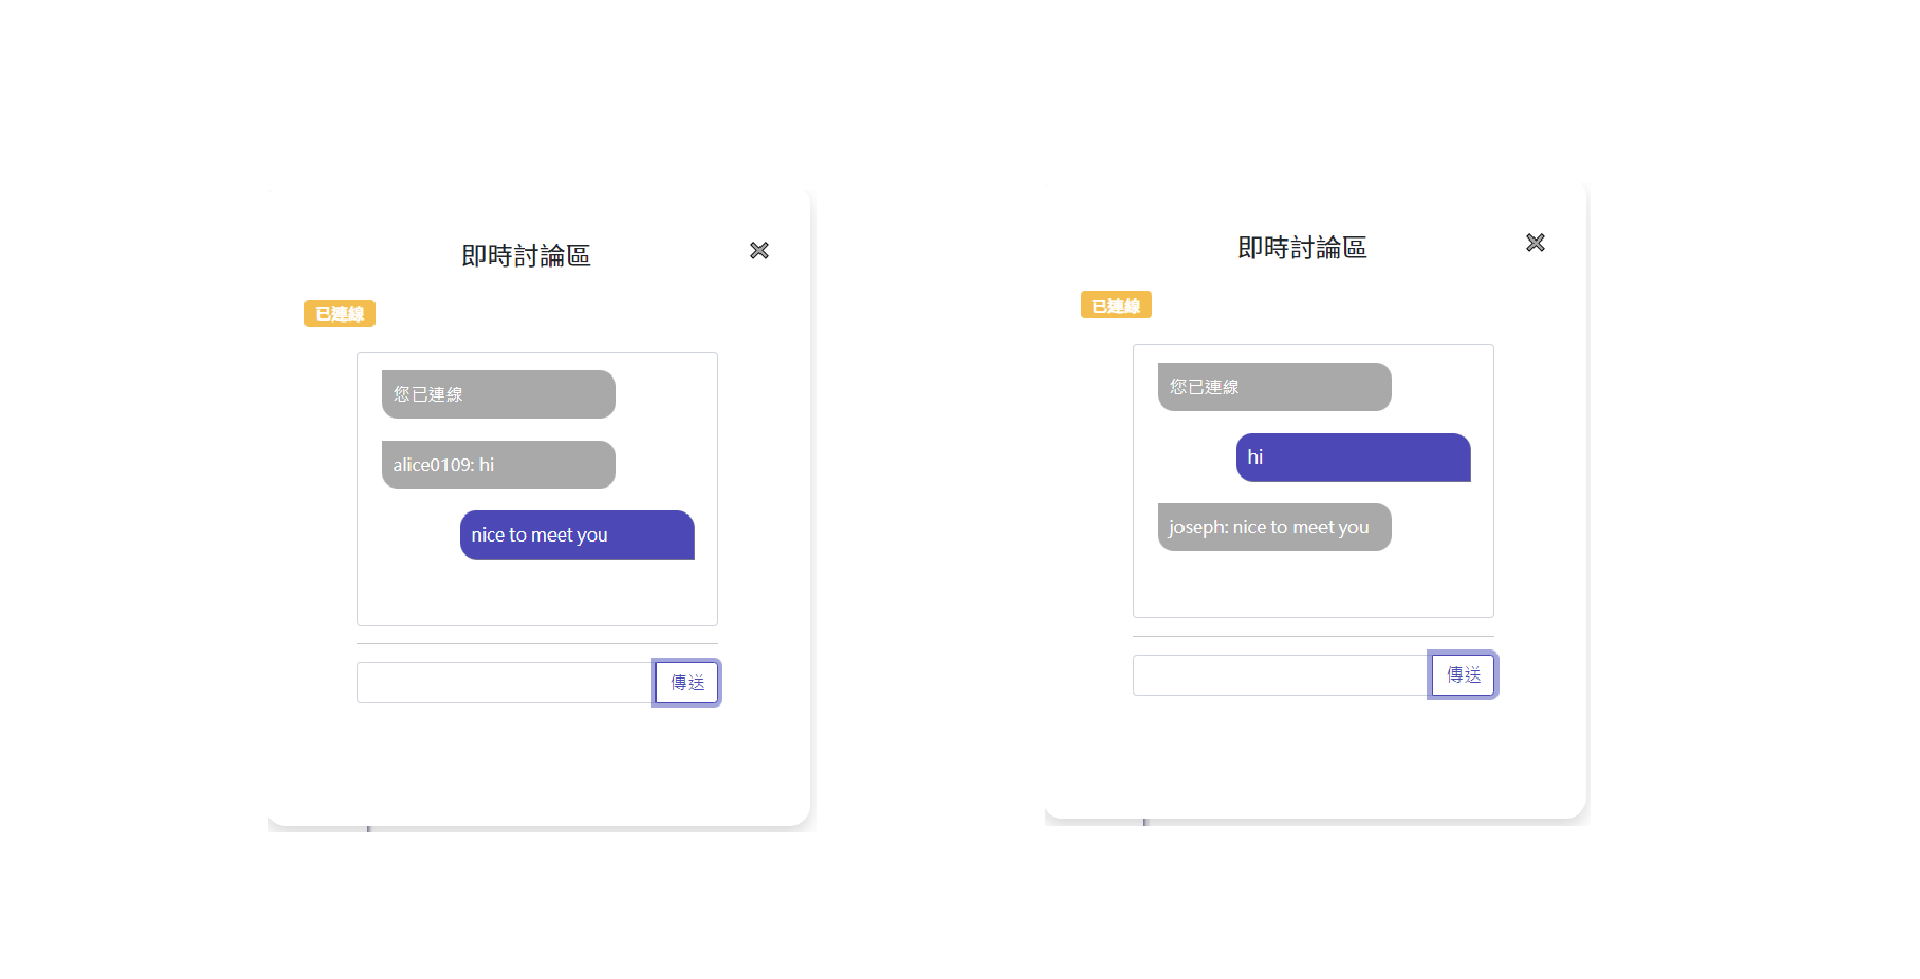 即時討論區
已連線
您已連線
alice0109: hi
nice to meet you
傳送
即時討論區
已連線
您已連線
hi
joseph: nice to meet you
傳送